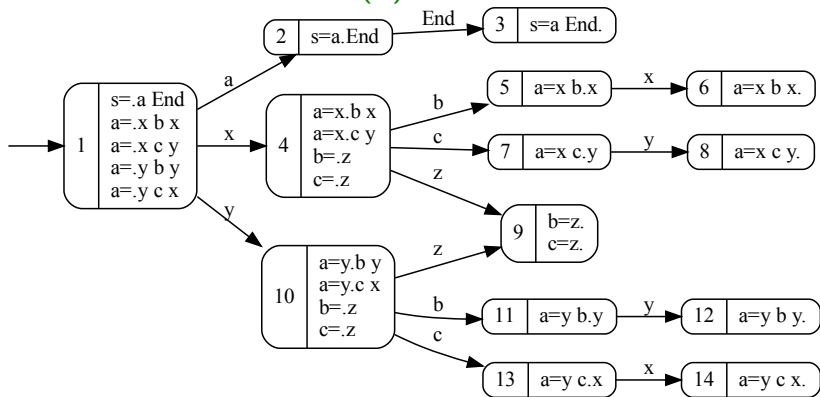 1
s=.a End
a=.x b x
a=.x c y
a=.y b y
a=.y c x
a
2
s=a.End
End
3
s=a End.
x
4
a=x.b x
a=x.c y
b=.z
c=.z
b
5
a=x b.x
x
6
a=x b x.
c
7
a=x c.y
y
8
a=x c y.
z
9
b=z.
c=z.
y
10
a=y.b y
a=y.c x
b=.z
c=.z
z
b
11
a=y b.y
y
12
a=y b y.
c
13
a=y c.x
x
14
a=y c x.